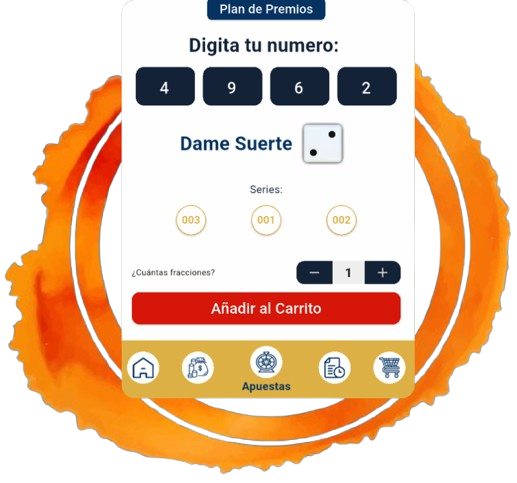 Plan de Premios
Digita tu numero:
4 9 6 2
Dame Suerte
Series:
003 001 002
¿Cuántas fracciones? − 1 +
Añadir al Carrito
$
Apuestas